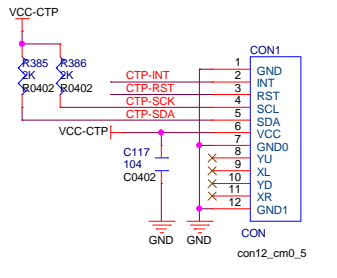 VCC-CTP
R385
2K
R0402
R386
2K
R0402
CTP-INT
CTP-RST
CTP-SCK
CTP-SDA
VCC-CTP
C117
104
C0402
GND
GND
CON1
1 GND
2 INT
3 RST
4 SCL
5 SDA
6 VCC
7 GND0
8 YU
9 XL
10 YD
11 XR
12 GND1
CON
con12_cm0_5